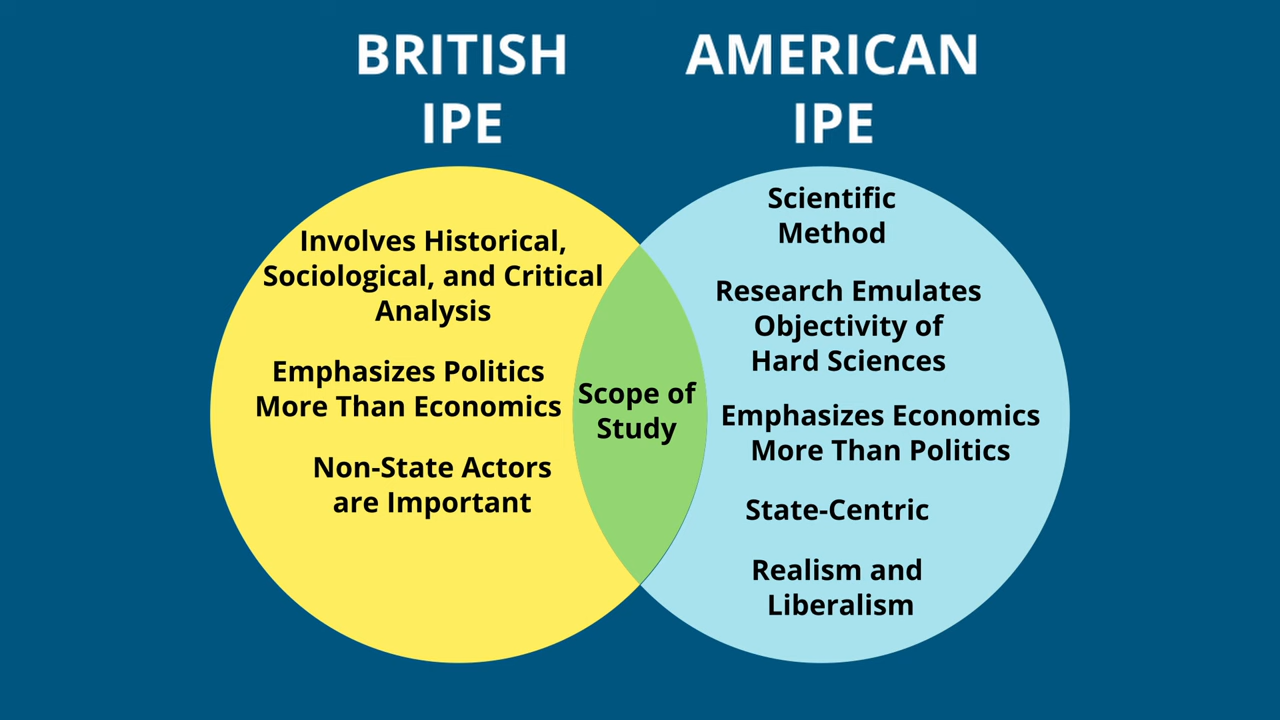 BRITISH
IPE
AMERICAN
IPE
Involves Historical,
Sociological, and Critical
Analysis
Emphasizes Politics
More Than Economics
Non-State Actors
are Important
Scope of
Study
Scientific
Method
Research Emulates
Objectivity of
Hard Sciences
Emphasizes Economics
More Than Politics
State-Centric
Realism and
Liberalism